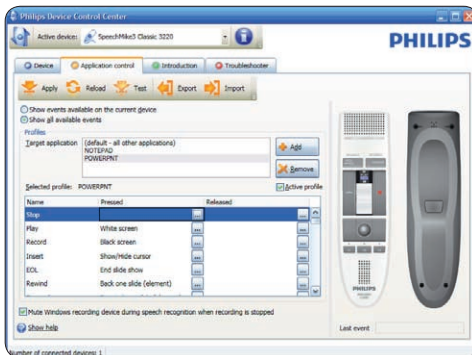 Philips Device Control Center
Active device: SpeechMike3 Classic 3220
PHILIPS
Device Application control Introduction Troubleshooter
Apply Reload Test Export Import
Show events available on the current device
Show all available events
Profiles
Target application (default - all other applications)
NOTEPAD
POWERPNT
Add
Remove
Selected profile: POWERPNT Active profile
Name Pressed Released
Stop
Play White screen
Record Black screen
Insert Show/Hide cursor
EOL End slide show
Rewind Back one slide (element)
Mute Windows recording device during speech recognition when recording is stopped
Show help
PHILIPS
Last event
Number of connected devices: 1